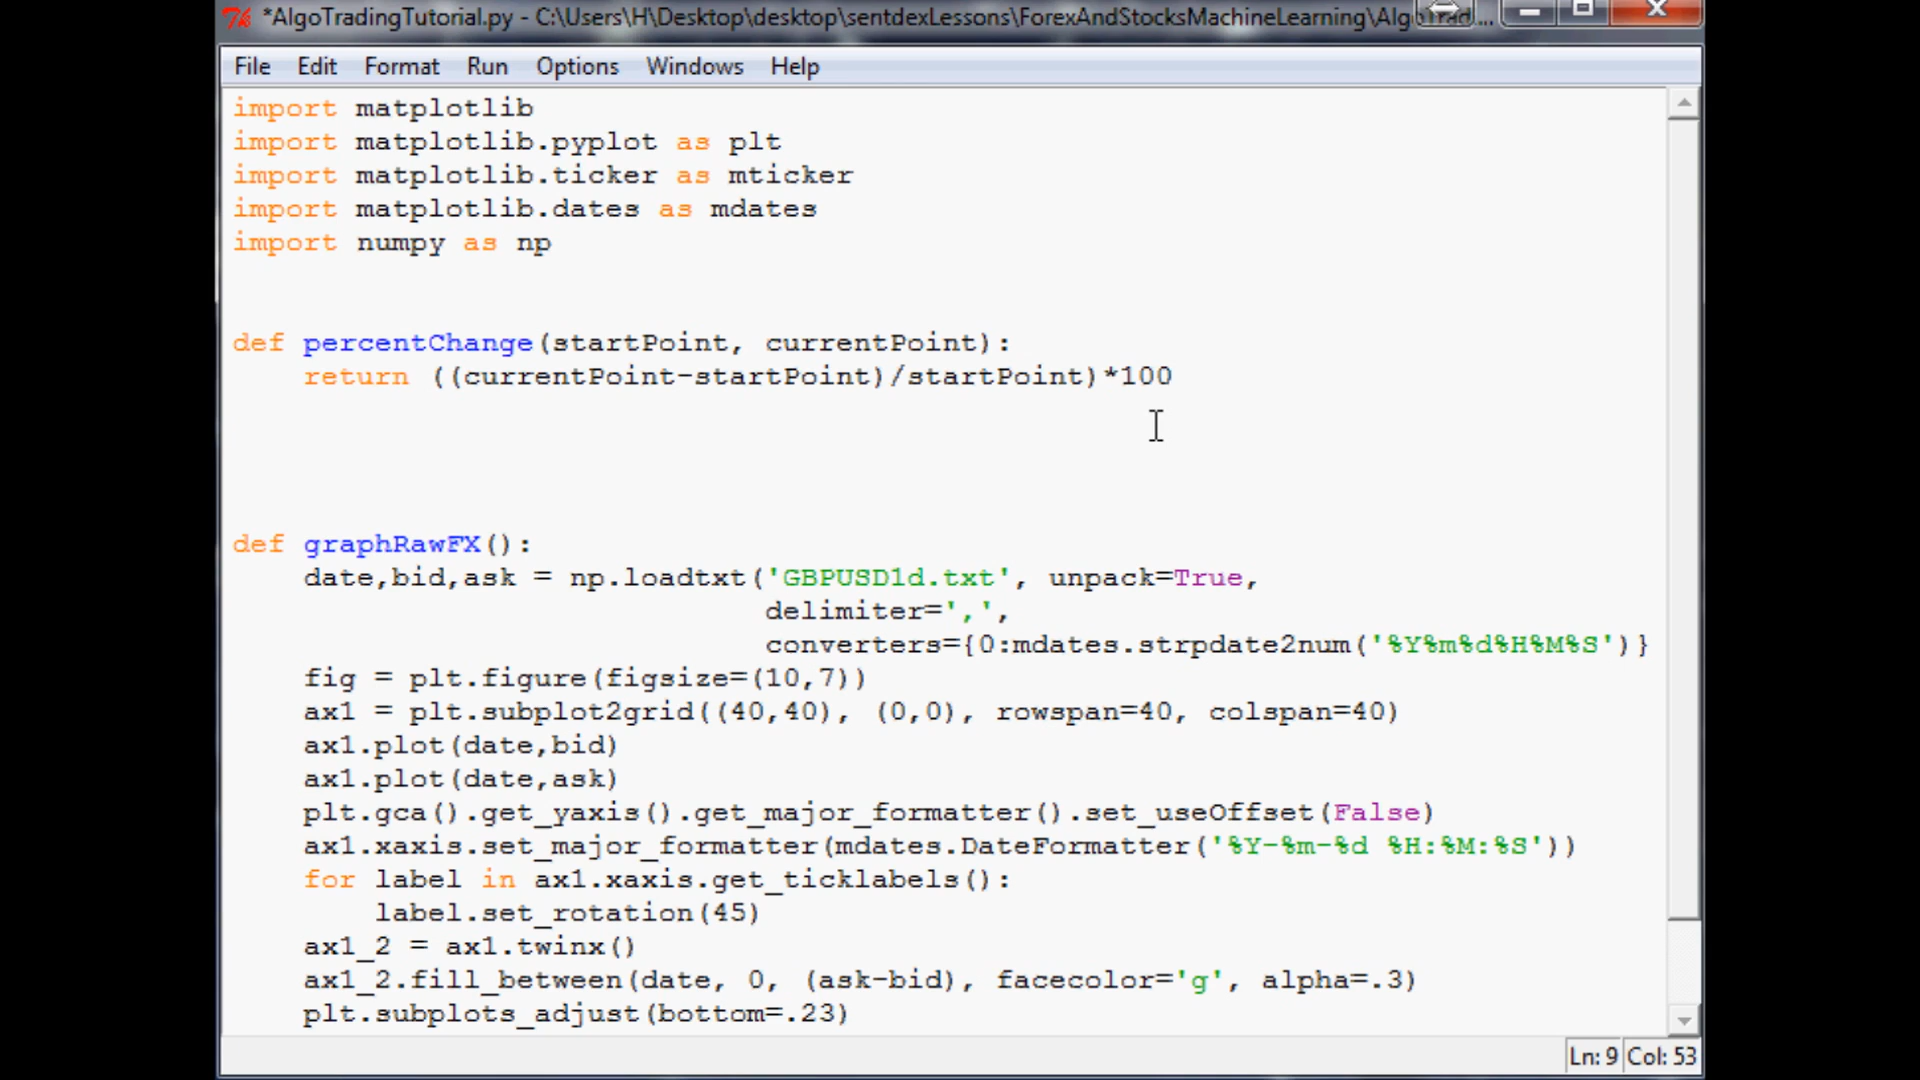 *AlgoTradingTutorial.py - C:\Users\H\Desktop\desktop\sentdexLessons\ForexAndStocksMachineLearning\AlgoTrad...
File Edit Format Run Options Windows Help
import matplotlib
import matplotlib.pyplot as plt
import matplotlib.ticker as mticker
import matplotlib.dates as mdates
import numpy as np
def percentChange(startPoint, currentPoint):
    return ((currentPoint-startPoint)/startPoint)*100
def graphRawFX():
    date,bid,ask = np.loadtxt('GBPUSD1d.txt', unpack=True,
                              delimiter=',',
                              converters={0:mdates.strpdate2num('%Y%m%d%H%M%S')}
    fig = plt.figure(figsize=(10,7))
    ax1 = plt.subplot2grid((40,40), (0,0), rowspan=40, colspan=40)
    ax1.plot(date,bid)
    ax1.plot(date,ask)
    plt.gca().get_yaxis().get_major_formatter().set_useOffset(False)
    ax1.xaxis.set_major_formatter(mdates.DateFormatter('%Y-%m-%d %H:%M:%S'))
    for label in ax1.xaxis.get_ticklabels():
        label.set_rotation(45)
    ax1_2 = ax1.twinx()
    ax1_2.fill_between(date, 0, (ask-bid), facecolor='g', alpha=.3)
    plt.subplots_adjust(bottom=.23)
Ln: 9 Col: 53